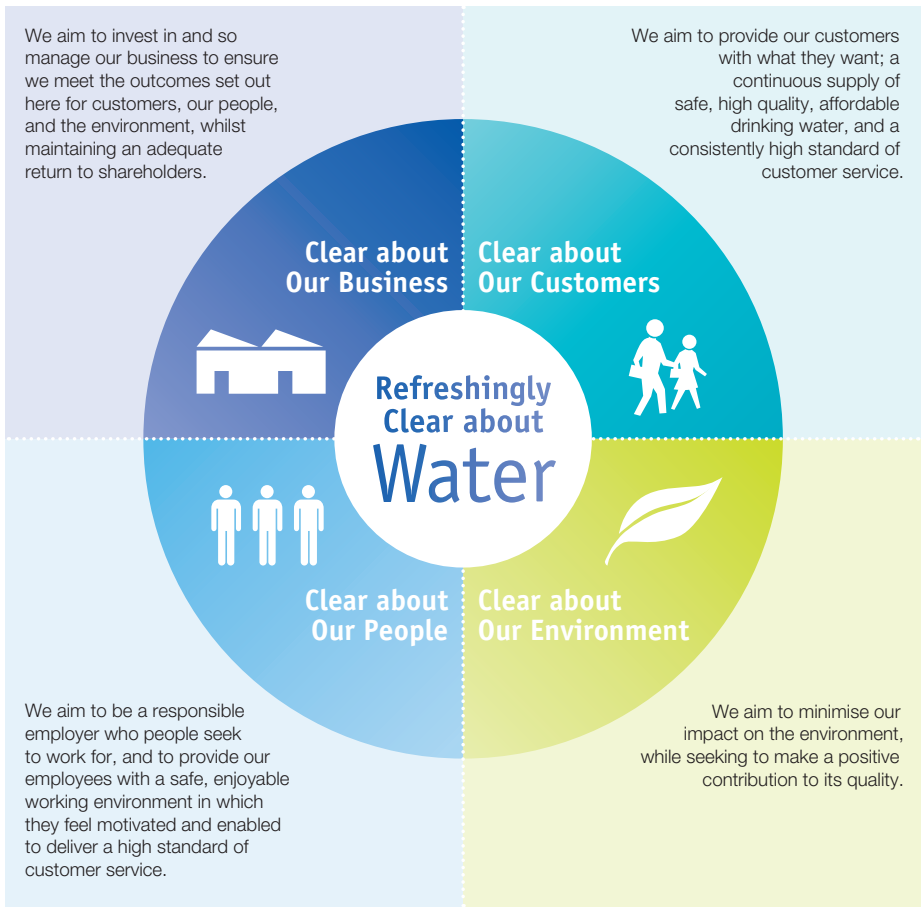 We aim to invest in and so
manage our business to ensure
we meet the outcomes set out
here for customers, our people,
and the environment, whilst
maintaining an adequate
return to shareholders.
We aim to provide our customers
with what they want; a
continuous supply of
safe, high quality, affordable
drinking water, and a
consistently high standard of
customer service.
Clear about
Our Business
Clear about
Our Customers
Refreshingly
Clear about
Water
Clear about
Our People
Clear about
Our Environment
We aim to be a responsible
employer who people seek
to work for, and to provide our
employees with a safe, enjoyable
working environment in which
they feel motivated and enabled
to deliver a high standard of
customer service.
We aim to minimise our
impact on the environment,
while seeking to make a positive
contribution to its quality.